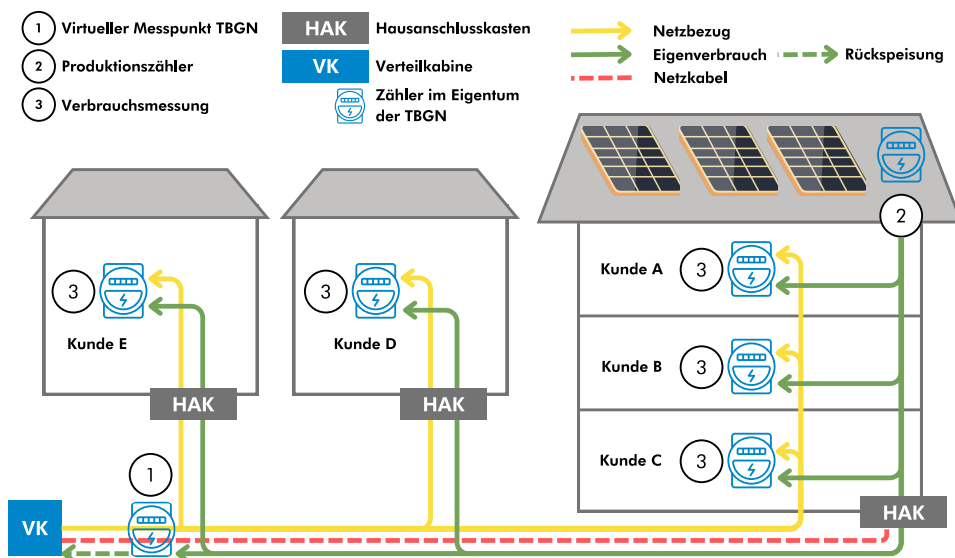 1 Virtueller Messpunkt TBGN
2 Produktionszähler
3 Verbrauchsmessung
HAK Hausanschlusskasten
VK Verteilkabine
Zähler im Eigentum
der TBGN
Netzbezug
Eigenverbrauch
Rückspeisung
Netzkabel
2
3
Kunde E
3
Kunde D
Kunde A 3
Kunde B 3
Kunde C 3
HAK
HAK
1
VK
HAK